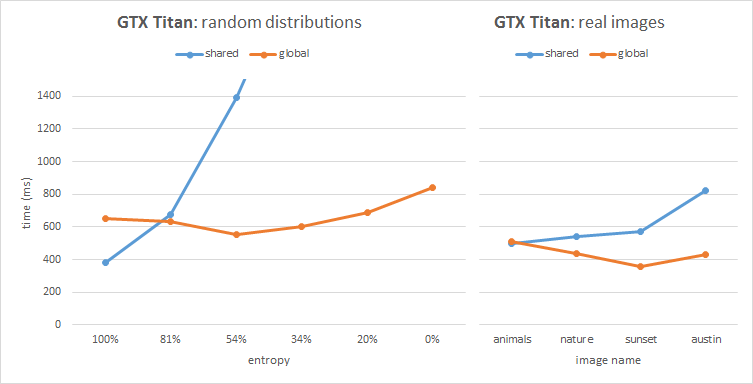 GTX Titan: random distributions
shared global
1400
1200
1000
800
600
400
200
0
time (ms)
100% 81% 54% 34% 20% 0%
entropy
GTX Titan: real images
shared global
animals nature sunset austin
image name